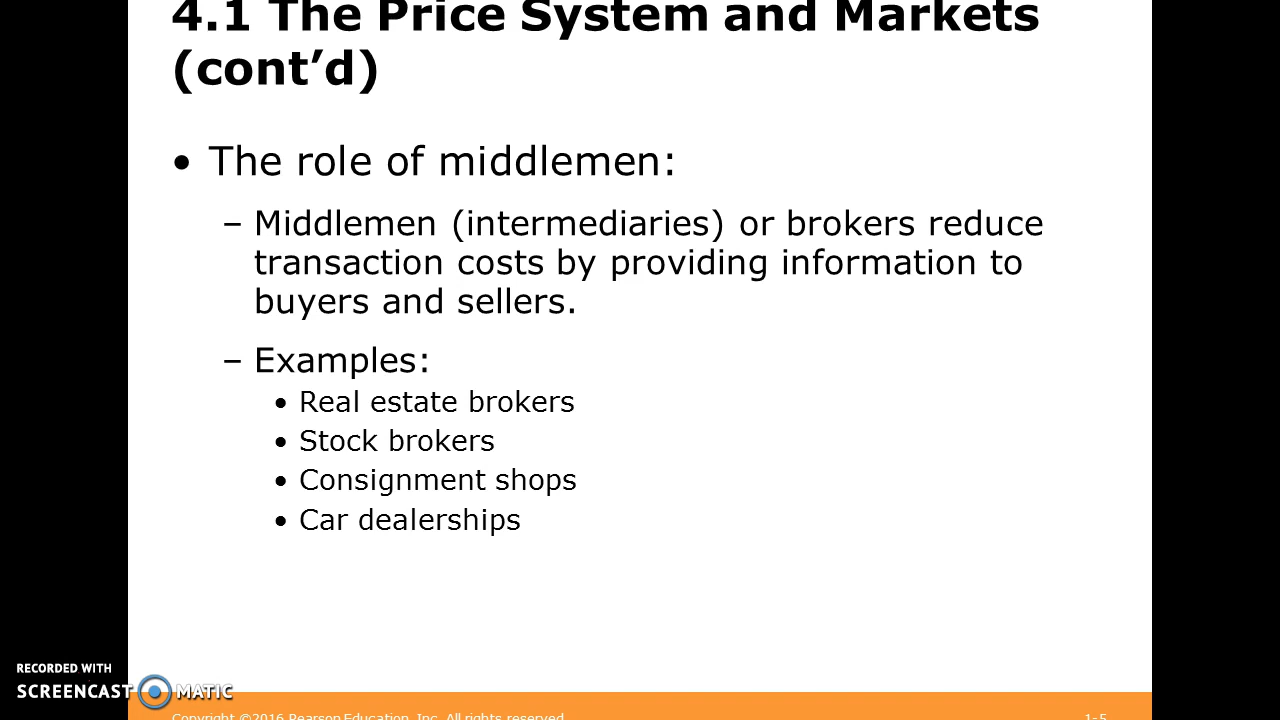 4.1 The Price System and Markets
(cont’d)
• The role of middlemen:
– Middlemen (intermediaries) or brokers reduce
transaction costs by providing information to
buyers and sellers.
– Examples:
• Real estate brokers
• Stock brokers
• Consignment shops
• Car dealerships
RECORDED WITH
SCREENCAST MATIC
Copyright ©2016 Pearson Education, Inc. All rights reserved.
1-5